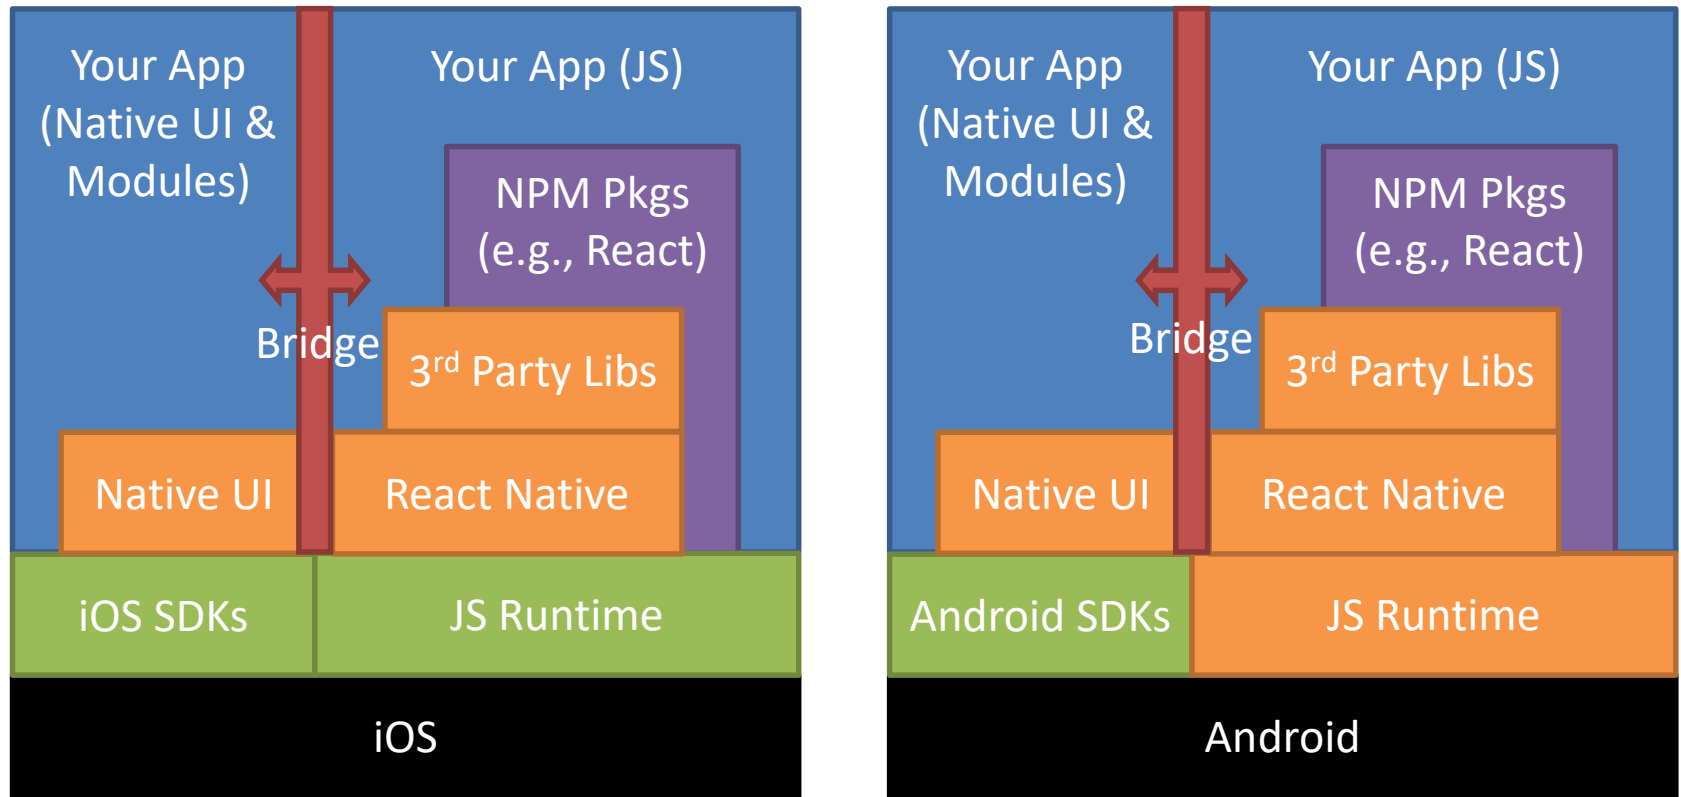 Your App
(Native UI &
Modules)
Your App (JS)
NPM Pkgs
(e.g., React)
Bridge
3rd Party Libs
Native UI
React Native
iOS SDKs
JS Runtime
iOS
Your App
(Native UI &
Modules)
Your App (JS)
NPM Pkgs
(e.g., React)
Bridge
3rd Party Libs
Native UI
React Native
Android SDKs
JS Runtime
Android